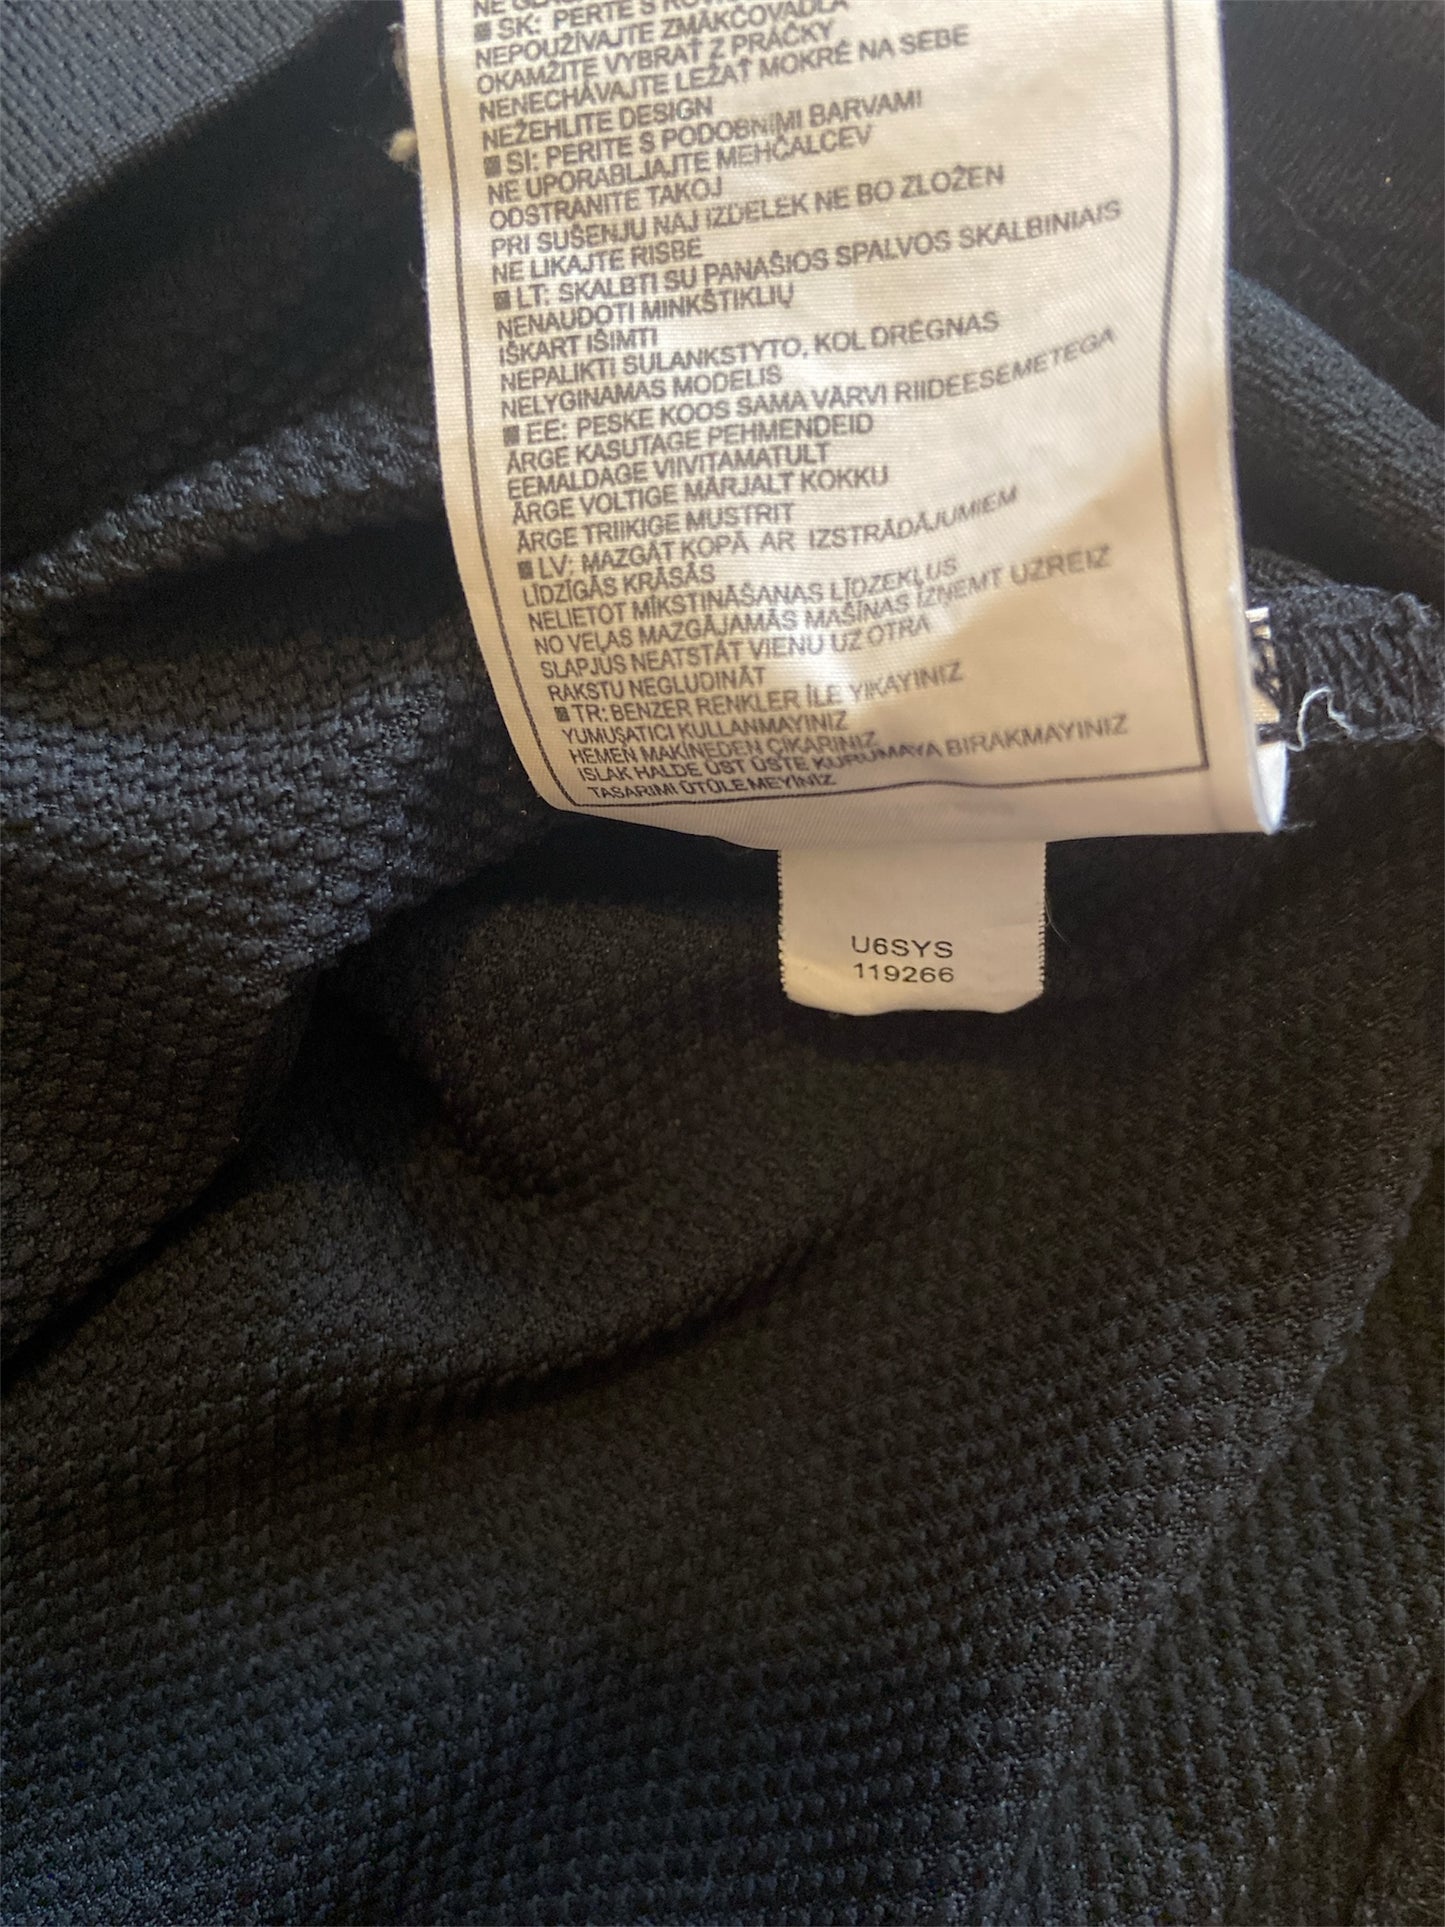 SK: PERTE S
NEPOUŽÍVAJTE ZMÄKČOVADLÁ
OKAMŽITE VYBRAŤ Z PRÁČKY
NENECHÁVAJTE LEŽAŤ MOKRÉ NA SEBE
NEŽEHLITE DESIGN
SI: PERITE S PODOBNIMI BARVAMI
NE UPORABLJAJTE MEHČALCEV
ODSTRANITE TAKOJ
PRI SUŠENJU NAJ IZDELEK NE BO ZLOŽEN
NE LIKAJTE RISBE
LT: SKALBTI SU PANAŠIOS SPALVOS SKALBINIAIS
NENAUDOTI MINKŠTIKLIŲ
IŠKART IŠIMTI
NEPALIKTI SULANKSTYTO, KOL DRĖGNAS
NELYGINAMAS MODELIS
EE: PESKE KOOS SAMA VÄRVI RIIDEESEMETEGA
ÄRGE KASUTAGE PEHMENDEID
EEMALDAGE VIIVITAMATULT
ÄRGE VOLTIGE MÄRJALT KOKKU
ÄRGE TRIIKIGE MUSTRIT
LV: MAZGĀT KOPĀ AR IZSTRĀDĀJUMIEM
LĪDZĪGĀS KRĀSĀS
NELIETOT MĪKSTINĀŠANAS LĪDZEKĻUS
NO VEĻAS MAZGĀJAMĀS MAŠĪNAS IZŅEMT UZREIZ
SLAPJUS NEATSTĀT VIENU UZ OTRA
RAKSTU NEGLUDINĀT
TR: BENZER RENKLER İLE YIKAYINIZ
YUMUŞATICI KULLANMAYINIZ
HEMEN MAKİNEDEN ÇIKARINIZ
ISLAK HALDE ÜST ÜSTE KURUMAYA BIRAKMAYINIZ
TASARIMI ÜTÜLEMEYİNİZ
U6SYS
119266